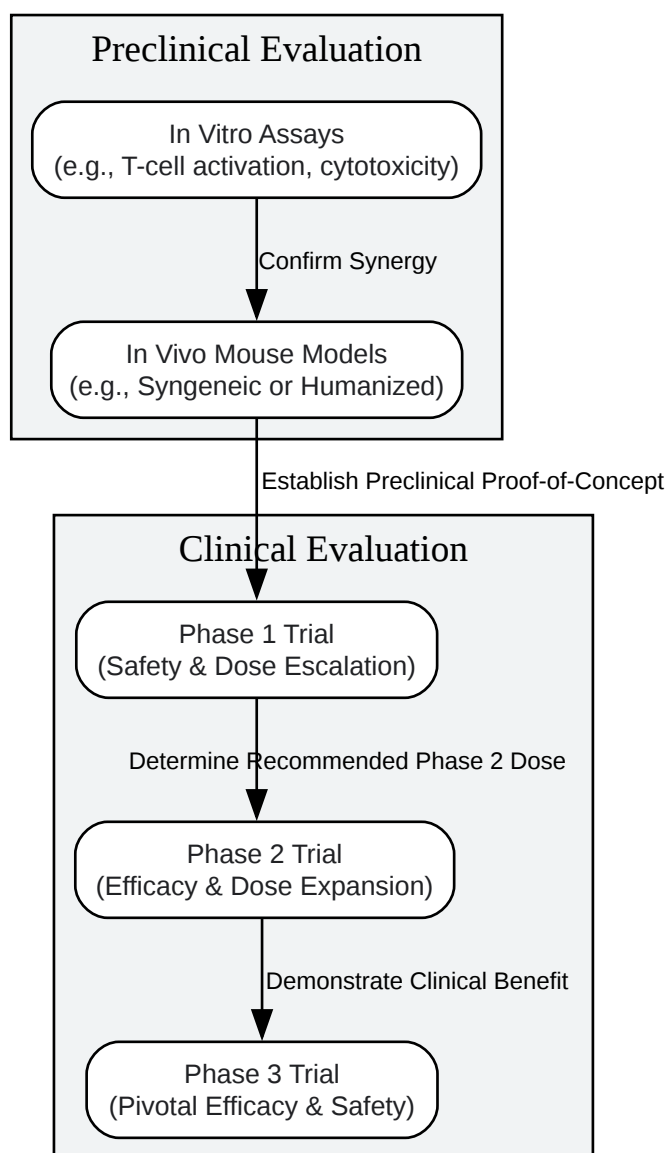 Preclinical Evaluation
In Vitro Assays
(e.g., T-cell activation, cytotoxicity)
Confirm Synergy
In Vivo Mouse Models
(e.g., Syngeneic or Humanized)
Establish Preclinical Proof-of-Concept
Clinical Evaluation
Phase 1 Trial
(Safety & Dose Escalation)
Determine Recommended Phase 2 Dose
Phase 2 Trial
(Efficacy & Dose Expansion)
Demonstrate Clinical Benefit
Phase 3 Trial
(Pivotal Efficacy & Safety)